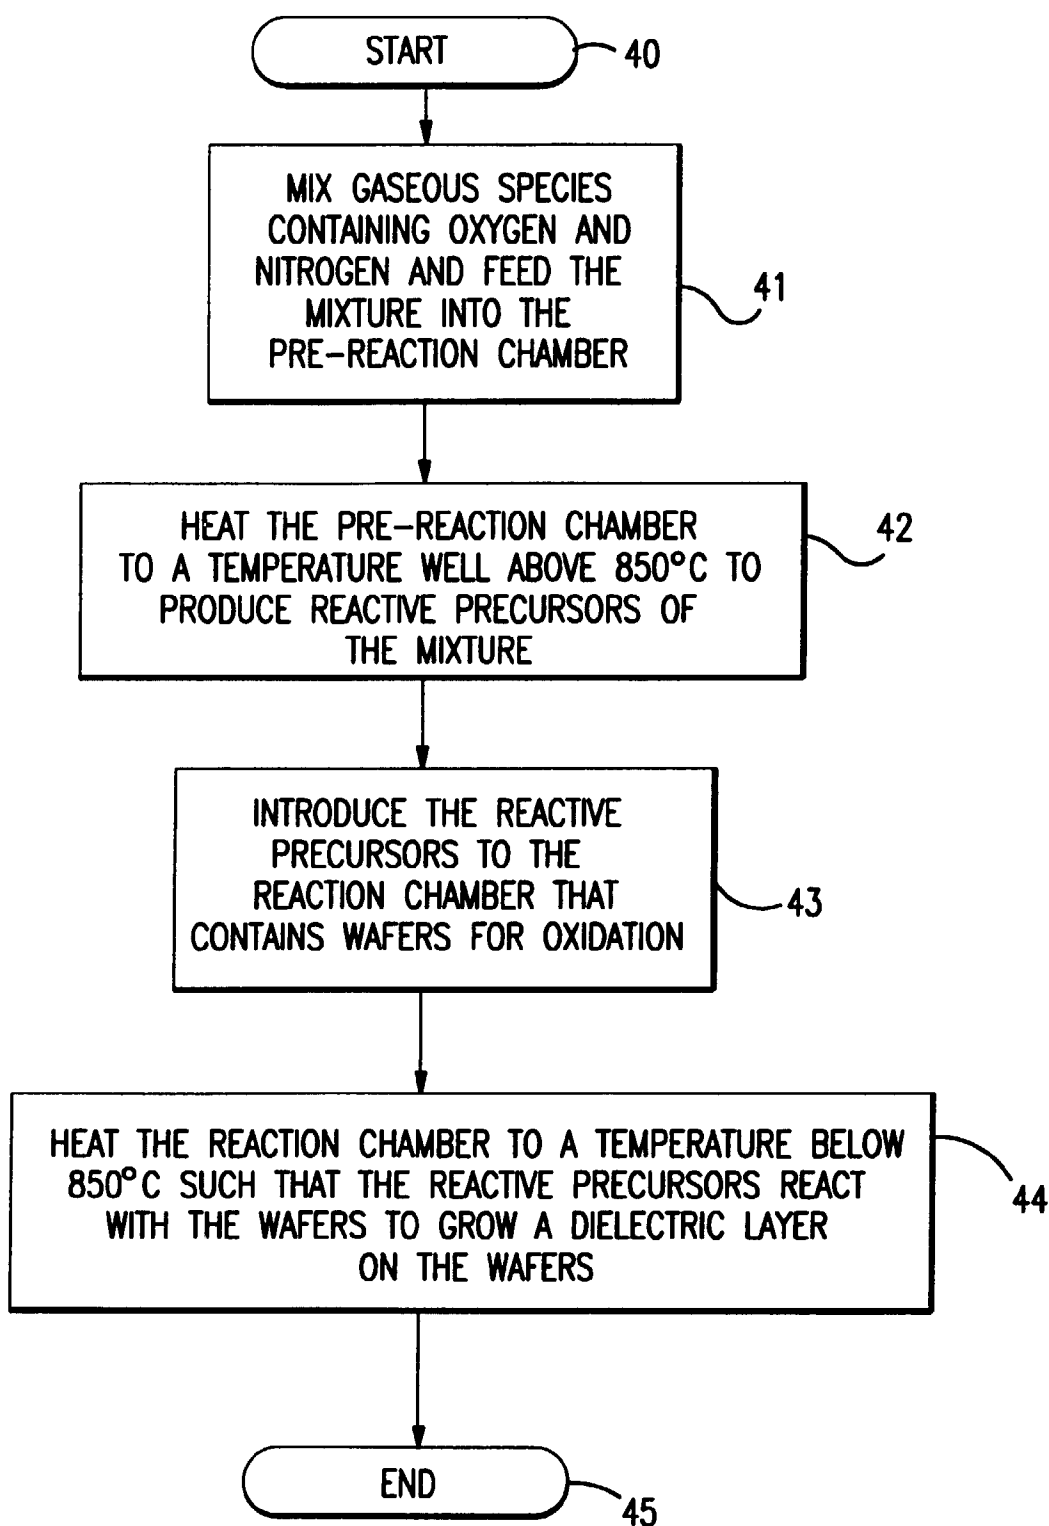 START
40
MIX GASEOUS SPECIES
CONTAINING OXYGEN AND
NITROGEN AND FEED THE
MIXTURE INTO THE
PRE-REACTION CHAMBER
41
HEAT THE PRE-REACTION CHAMBER
TO A TEMPERATURE WELL ABOVE 850°C TO
PRODUCE REACTIVE PRECURSORS OF
THE MIXTURE
42
INTRODUCE THE REACTIVE
PRECURSORS TO THE
REACTION CHAMBER THAT
CONTAINS WAFERS FOR OXIDATION
43
HEAT THE REACTION CHAMBER TO A TEMPERATURE BELOW
850°C SUCH THAT THE REACTIVE PRECURSORS REACT
WITH THE WAFERS TO GROW A DIELECTRIC LAYER
ON THE WAFERS
44
END
45